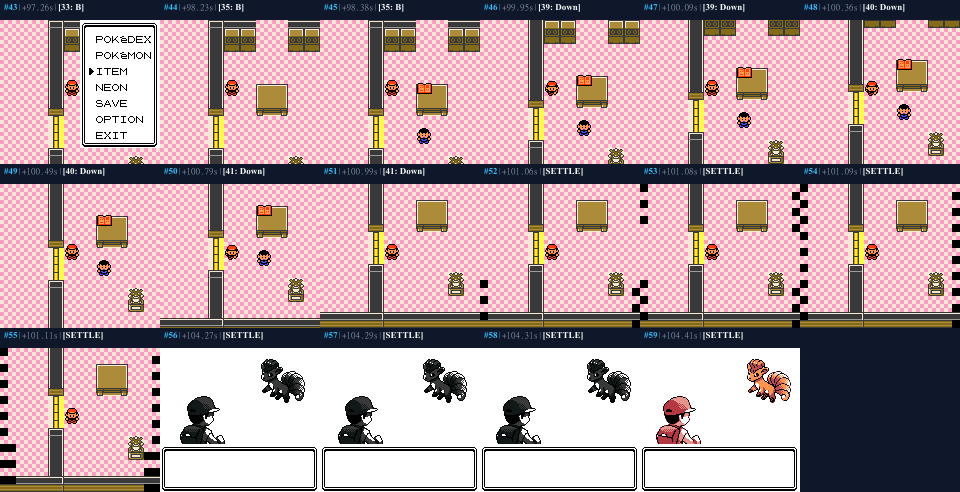 #43|+97.26s|[33: B]
#44|+98.23s|[35: B]
#45|+98.38s|[35: B]
#46|+99.95s|[39: Down]
#47|+100.09s|[39: Down]
#48|+100.36s|[40: Down]
POKéDEX
POKéMON
▶ITEM
NEON
SAVE
OPTION
EXIT
#49|+100.49s|[40: Down]
#50|+100.79s|[41: Down]
#51|+100.99s|[41: Down]
#52|+101.06s|[SETTLE]
#53|+101.08s|[SETTLE]
#54|+101.09s|[SETTLE]
#55|+101.11s|[SETTLE]
#56|+104.27s|[SETTLE]
#57|+104.29s|[SETTLE]
#58|+104.31s|[SETTLE]
#59|+104.41s|[SETTLE]